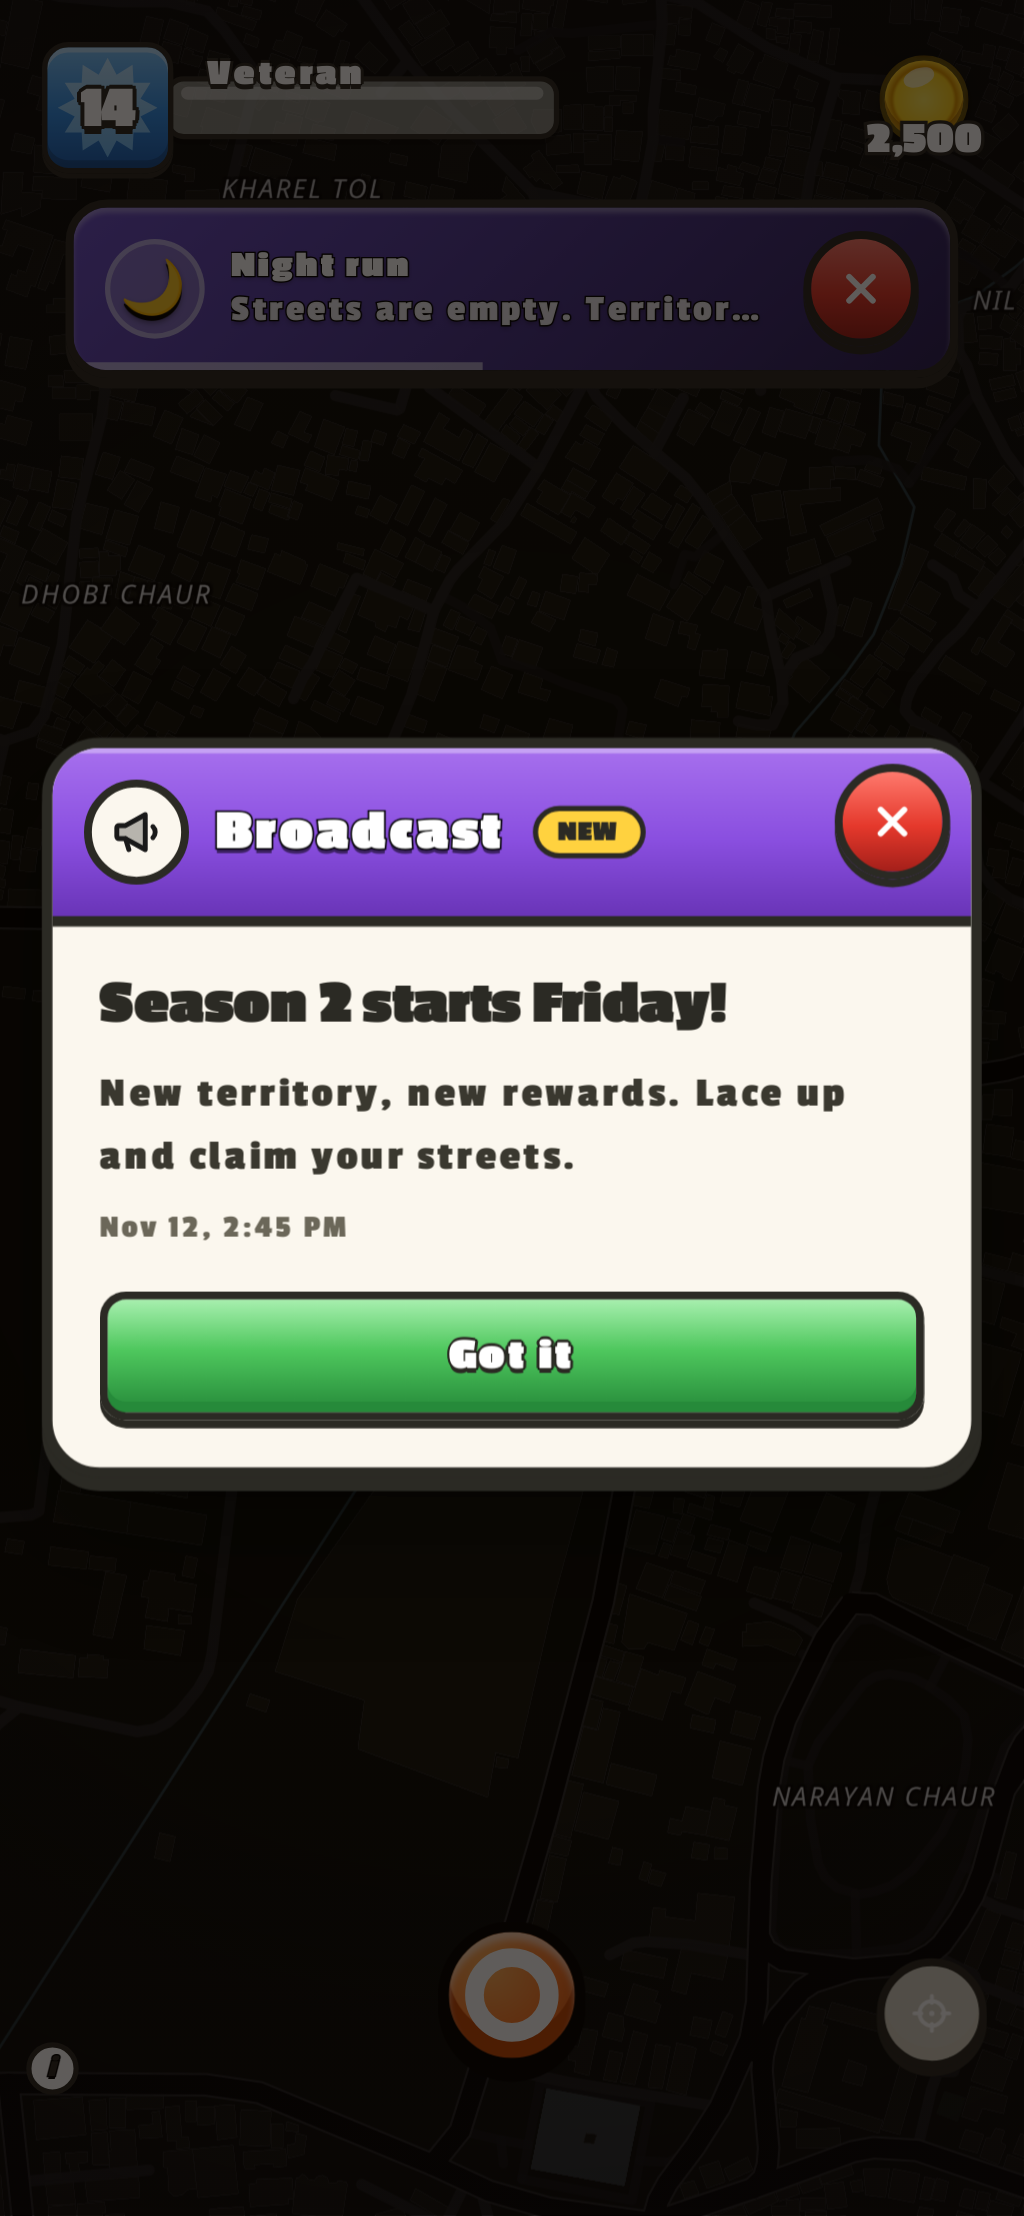 Veteran
14
2,500
KHAREL TOL
Night run
Streets are empty. Territor...
NIL
DHOBI CHAUR
Broadcast
NEW
Season 2 starts Friday!
New territory, new rewards. Lace up
and claim your streets.
Nov 12, 2:45 PM
Got it
NARAYAN CHAUR